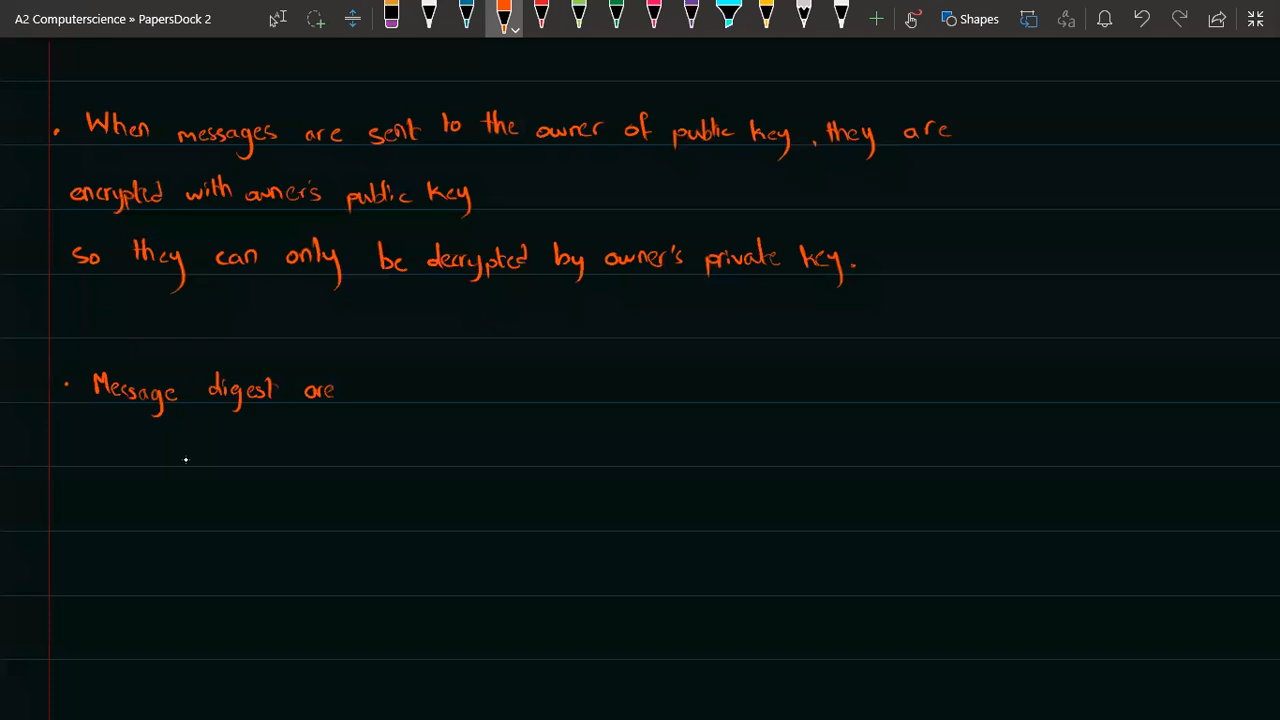 A2 Computerscience » PapersDock 2
Shapes
. When messages are sent to the owner of public key, they are
encrypted with owner's public key
so they can only be decrypted by owner's private key.
· Message digest are